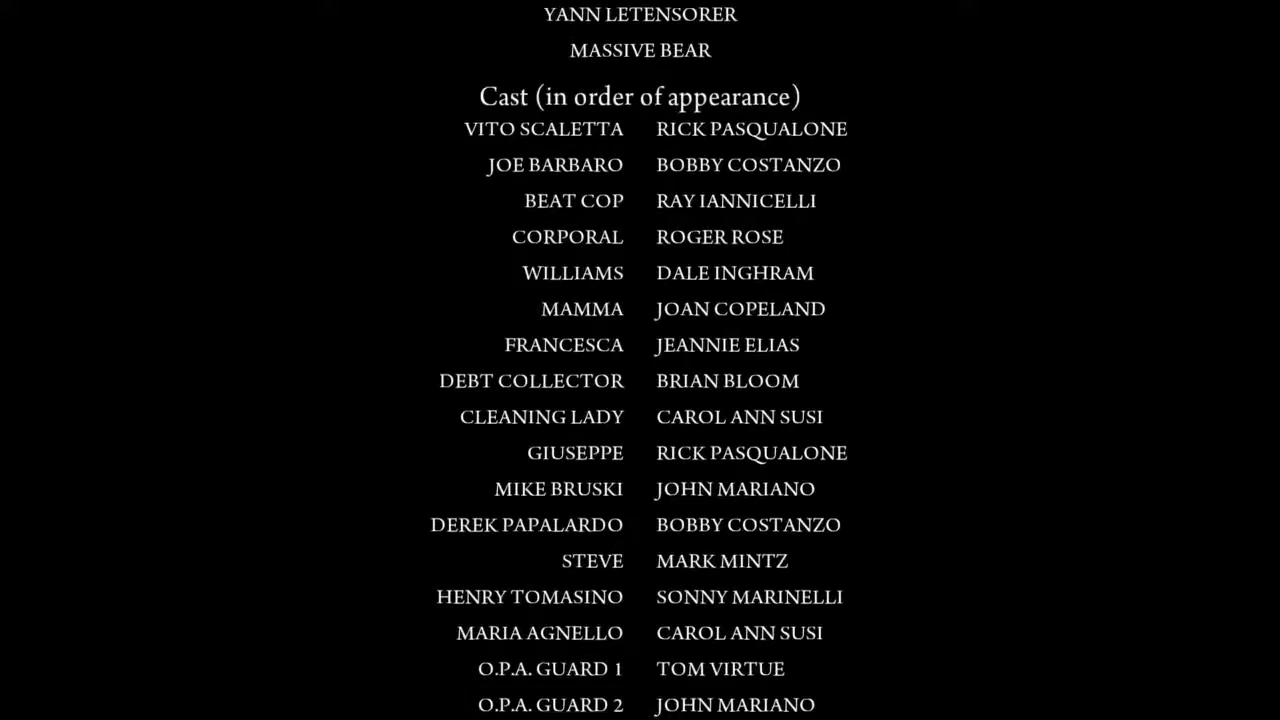 YANN LETENSORER
MASSIVE BEAR
Cast (in order of appearance)
VITO SCALETTA RICK PASQUALONE
JOE BARBARO BOBBY COSTANZO
BEAT COP RAY IANNICELLI
CORPORAL ROGER ROSE
WILLIAMS DALE INGHRAM
MAMMA JOAN COPELAND
FRANCESCA JEANNIE ELIAS
DEBT COLLECTOR BRIAN BLOOM
CLEANING LADY CAROL ANN SUSI
GIUSEPPE RICK PASQUALONE
MIKE BRUSKI JOHN MARIANO
DEREK PAPALARDO BOBBY COSTANZO
STEVE MARK MINTZ
HENRY TOMASINO SONNY MARINELLI
MARIA AGNELLO CAROL ANN SUSI
O.P.A. GUARD 1 TOM VIRTUE
O.P.A. GUARD 2 JOHN MARIANO